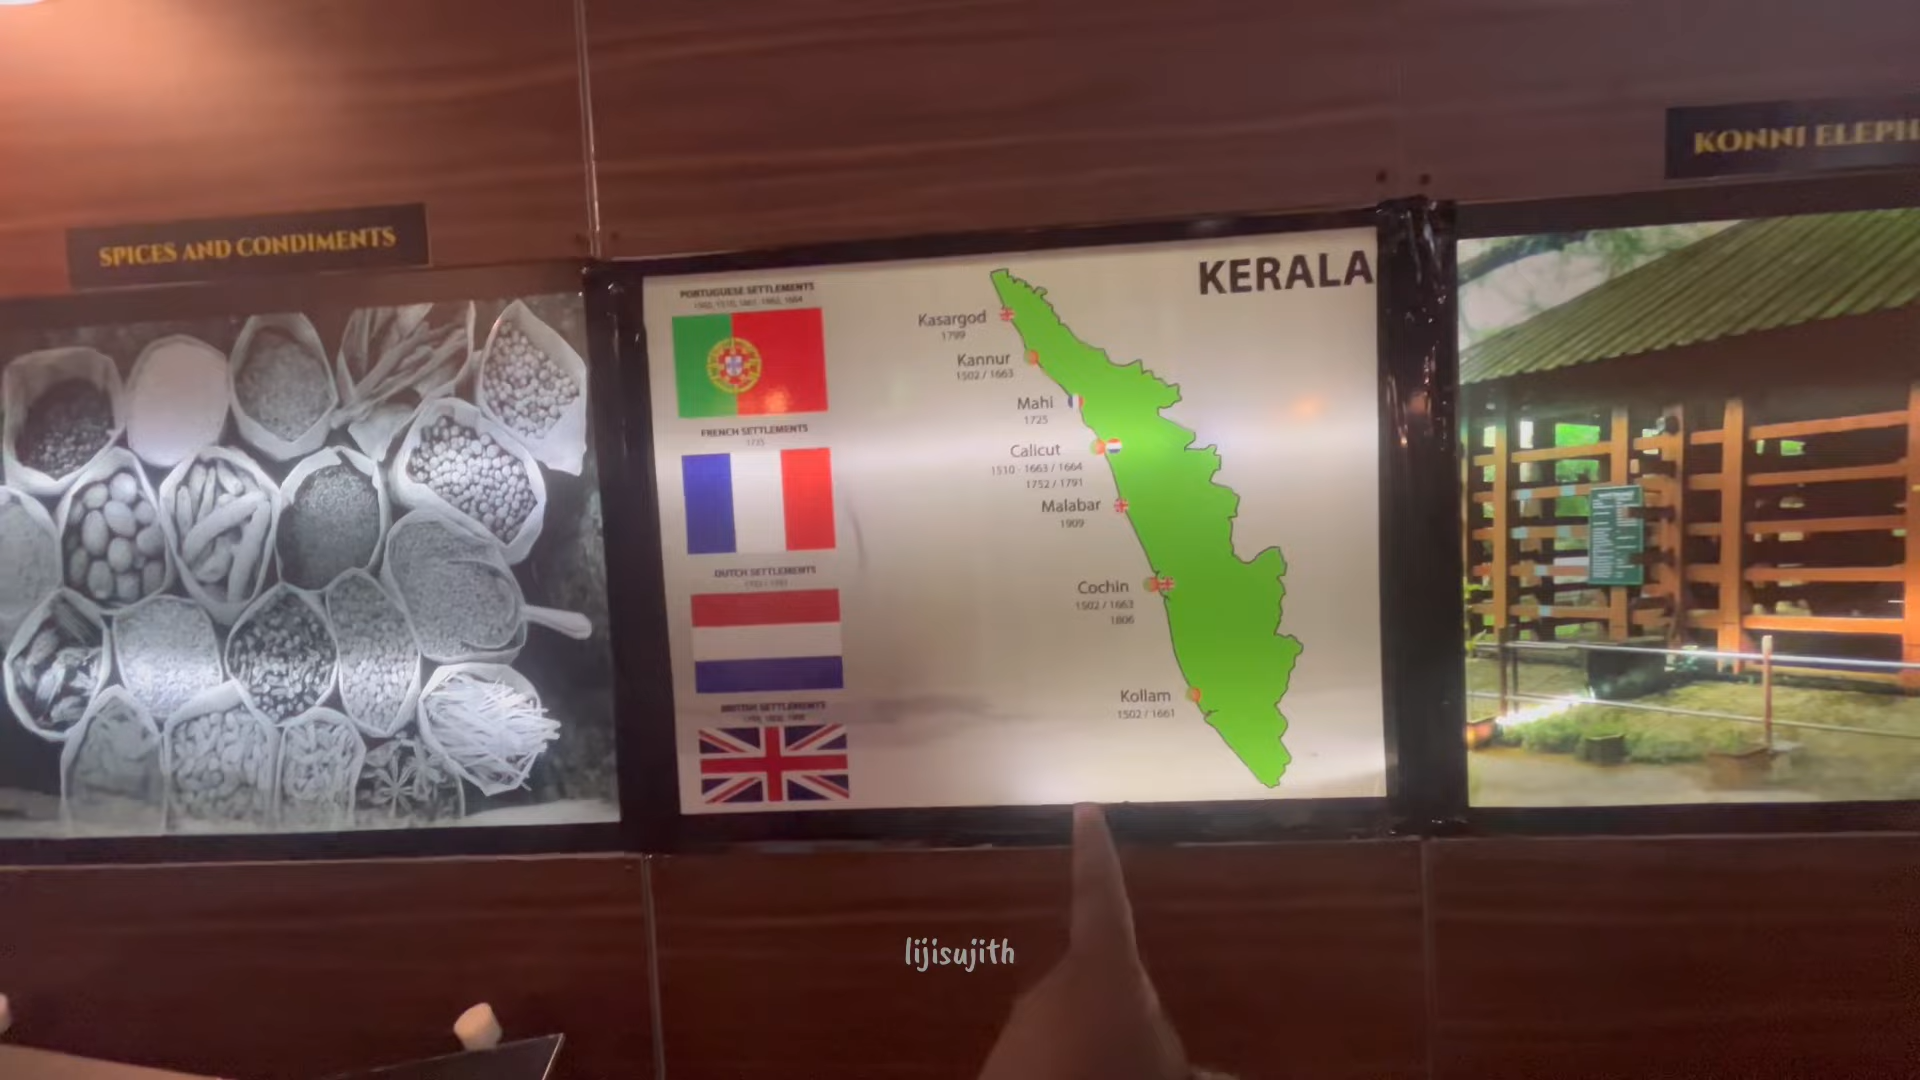 SPICES AND CONDIMENTS
KONNI ELEPH
KERALA
PORTUGUESE SETTLEMENTS
FRENCH SETTLEMENTS
1725
DUTCH SETTLEMENTS
BRITISH SETTLEMENTS
Kasargod
1799
Kannur
1502 / 1663
Mahi
1725
Calicut
1510 - 1663 / 1664
1752 / 1791
Malabar
1909
Cochin
1502 / 1663
1806
Kollam
1502 / 1661
lijisujith